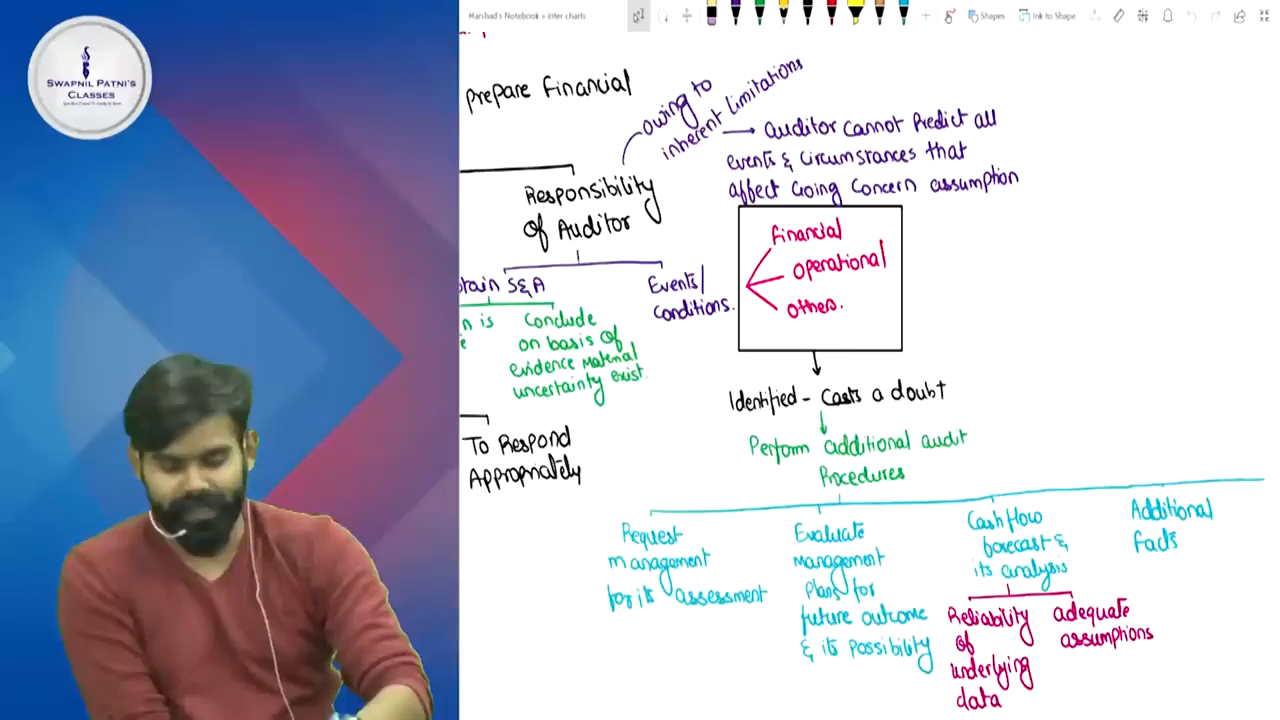 SWAPNIL PATNI'S
CLASSES
Harshad's Notebook » inter charts
Shapes
Ink to Shape
prepare Financial
owing to
inherent limitations
Auditor cannot Predict all
events & circumstances that
affect Going Concern assumption
Responsibility
of Auditor
tain S&A
Events/
Conditions.
n is
e
Conclude
on basis of
evidence material
uncertainty exist.
financial
operational
others.
Identified - Casts a doubt
Perform additional audit
Procedures
To Respond
Appropriately
Request
management
for its assessment
Evaluate
management
Plans for
future outcome
& its possibility
Cashflow
forecast &
its analysis
Reliability
of
underlying
data
adequate
assumptions
Additional
facts